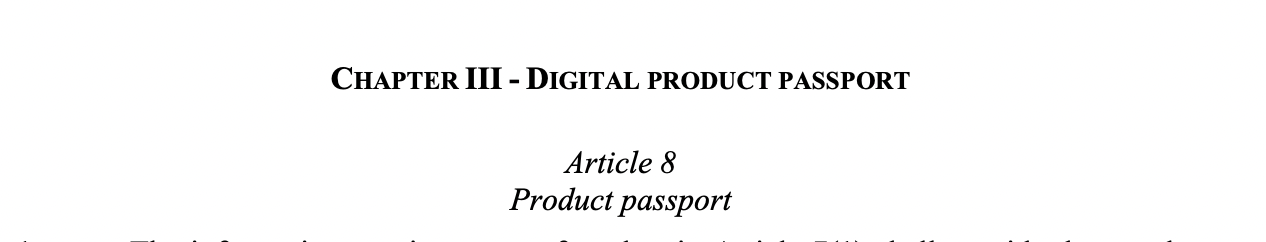 CHAPTER III - DIGITAL PRODUCT PASSPORT
Article 8
Product passport